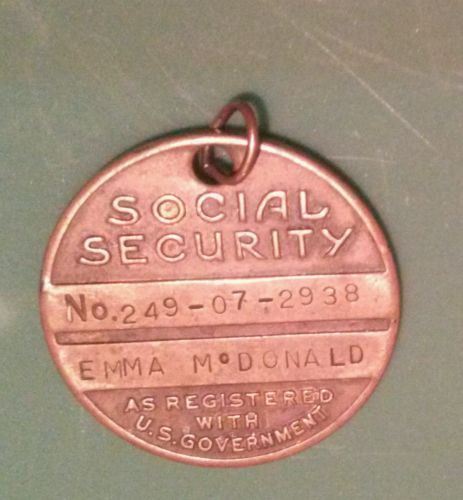 SOCIAL
SECURITY
No. 249-07-2938
EMMA McDONALD
AS REGISTERED
WITH
U.S. GOVERNMENT